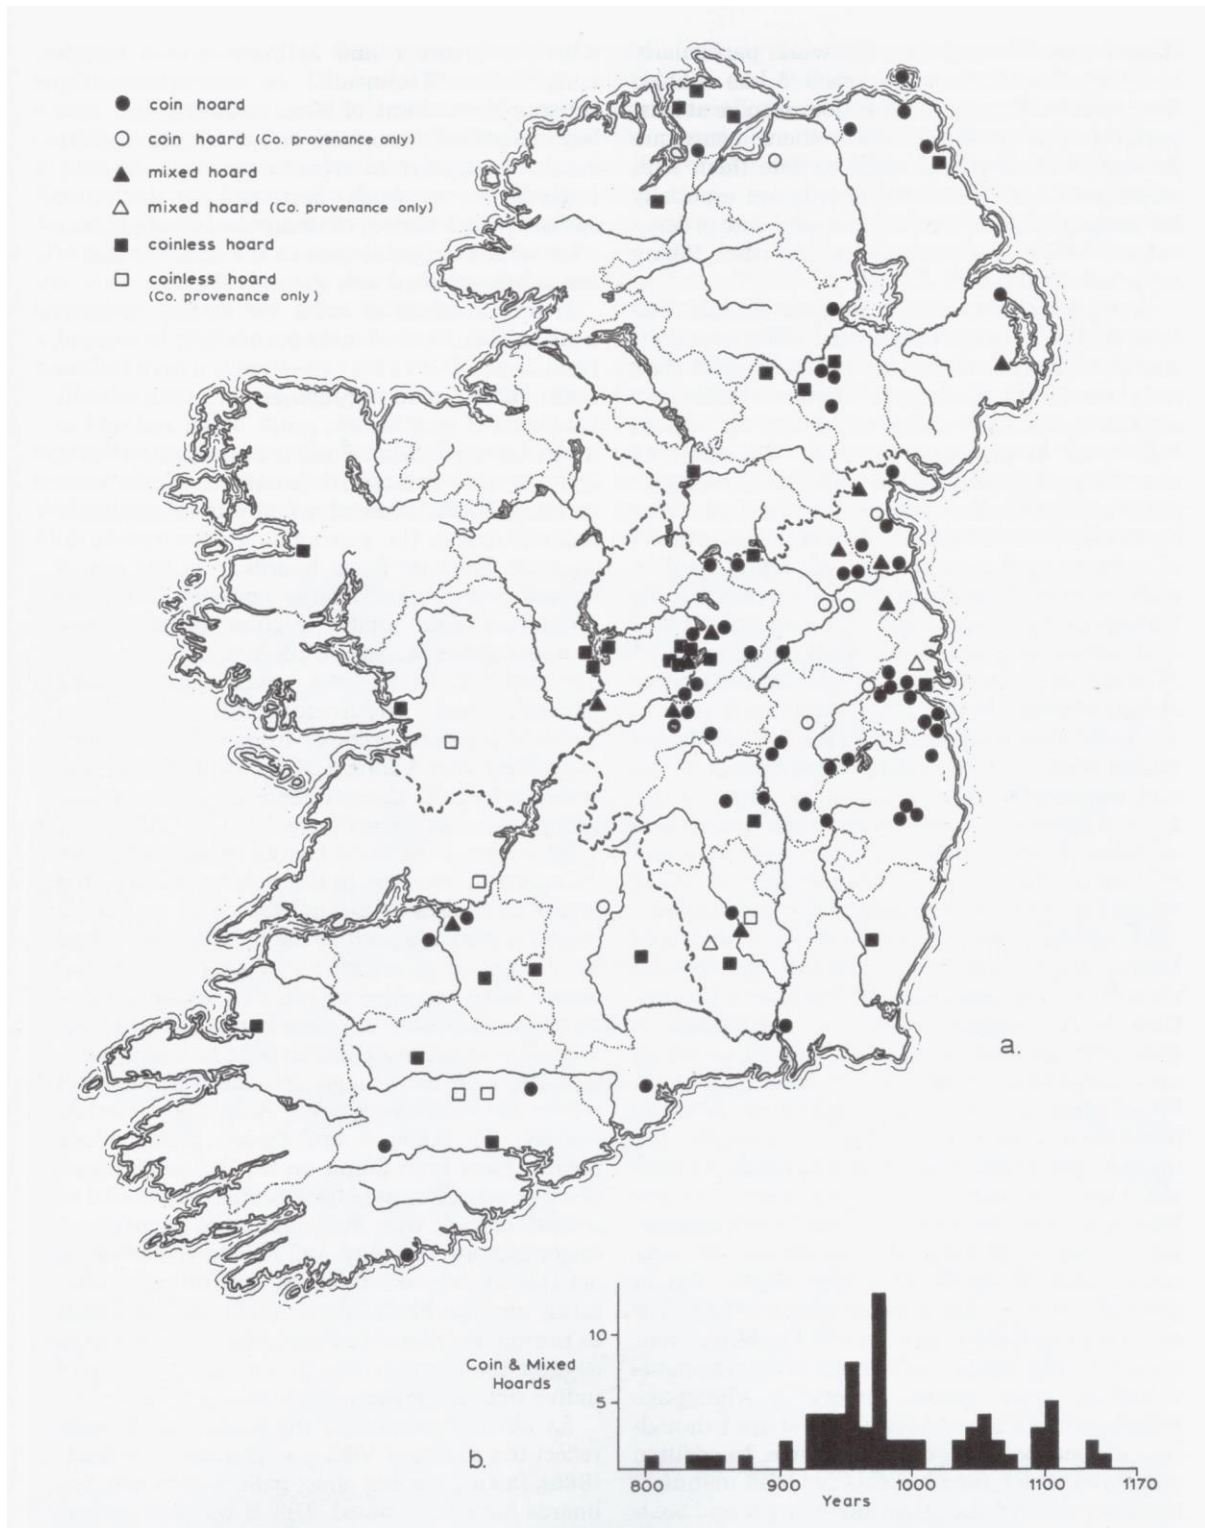 coin hoard
coin hoard (Co. provenance only)
mixed hoard
mixed hoard (Co. provenance only)
coinless hoard
coinless hoard
(Co. provenance only)
a.
10
Coin & Mixed
Hoards
5
b.
800
900
1000
1100
1170
Years